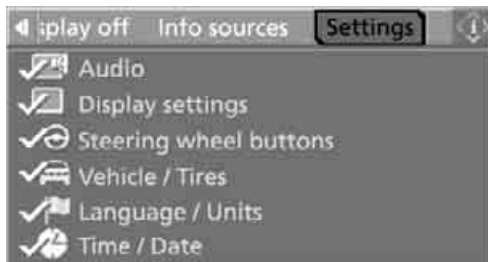 splay off Info sources Settings i
Audio
Display settings
Steering wheel buttons
Vehicle / Tires
Language / Units
Time / Date